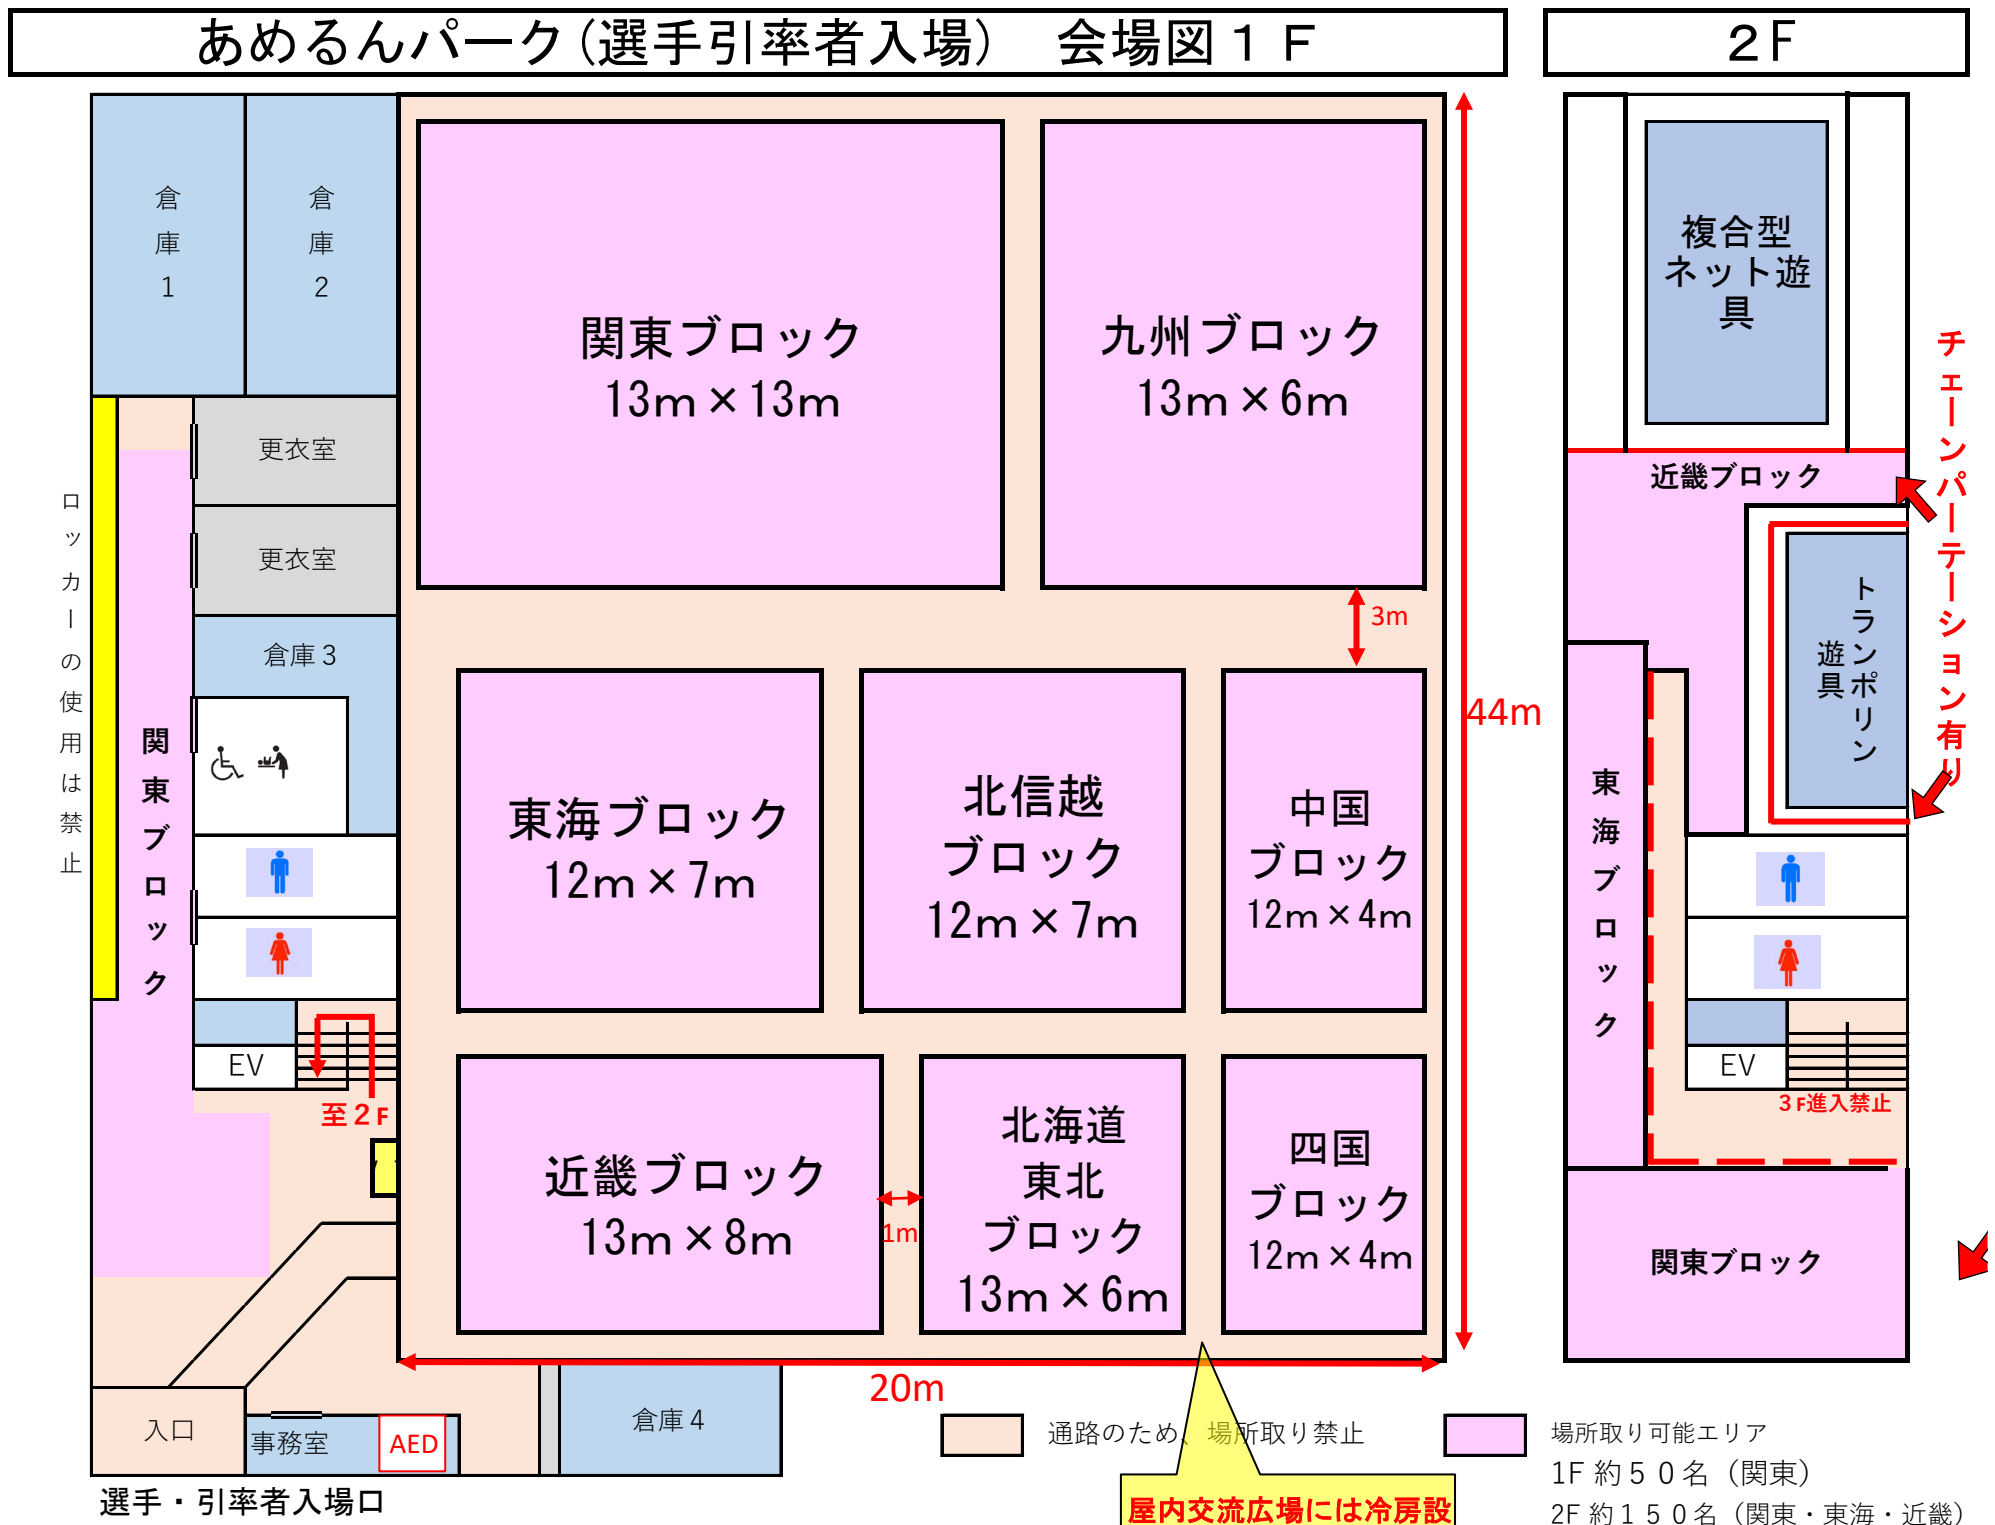 あめるんパーク(選手引率者入場)　会場図１Ｆ
２Ｆ
倉庫1
倉庫2
関東ブロック
13ｍ×13ｍ
九州ブロック
13ｍ×6ｍ
更衣室
更衣室
倉庫３
ロッカーの使用は禁止
関東ブロック
3m
44m
東海ブロック
12ｍ×7ｍ
北信越
ブロック
12ｍ×7ｍ
中国
ブロック
12ｍ×4ｍ
EV
至２F
近畿ブロック
13ｍ×8ｍ
1m
北海道
東北
ブロック
13ｍ×6ｍ
四国
ブロック
12ｍ×4ｍ
20m
入口
事務室
AED
倉庫４
選手・引率者入場口
通路のため、場所取り禁止
屋内交流広場には冷房設
場所取り可能エリア
1F 約５０名（関東）
2F 約１５０名（関東・東海・近畿）
複合型
ネット遊
具
近畿ブロック
チェーンパーテーション有り
トランポリン
遊具
東海ブロック
EV
３F進入禁止
関東ブロック